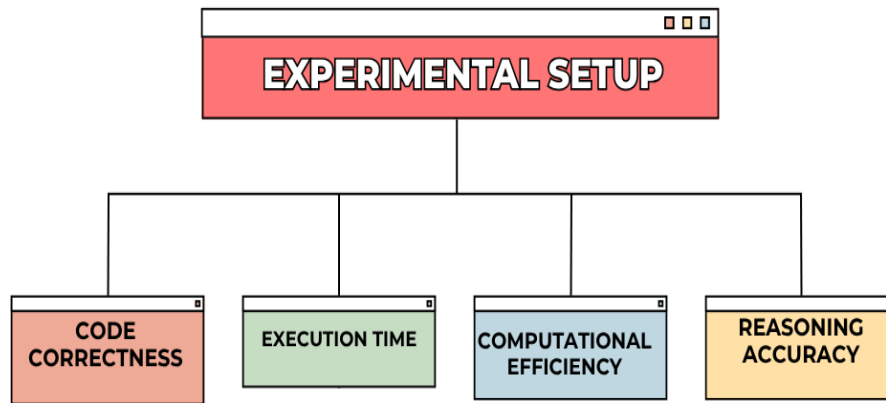 EXPERIMENTAL SETUP
CODE
CORRECTNESS
EXECUTION TIME
COMPUTATIONAL
EFFICIENCY
REASONING
ACCURACY